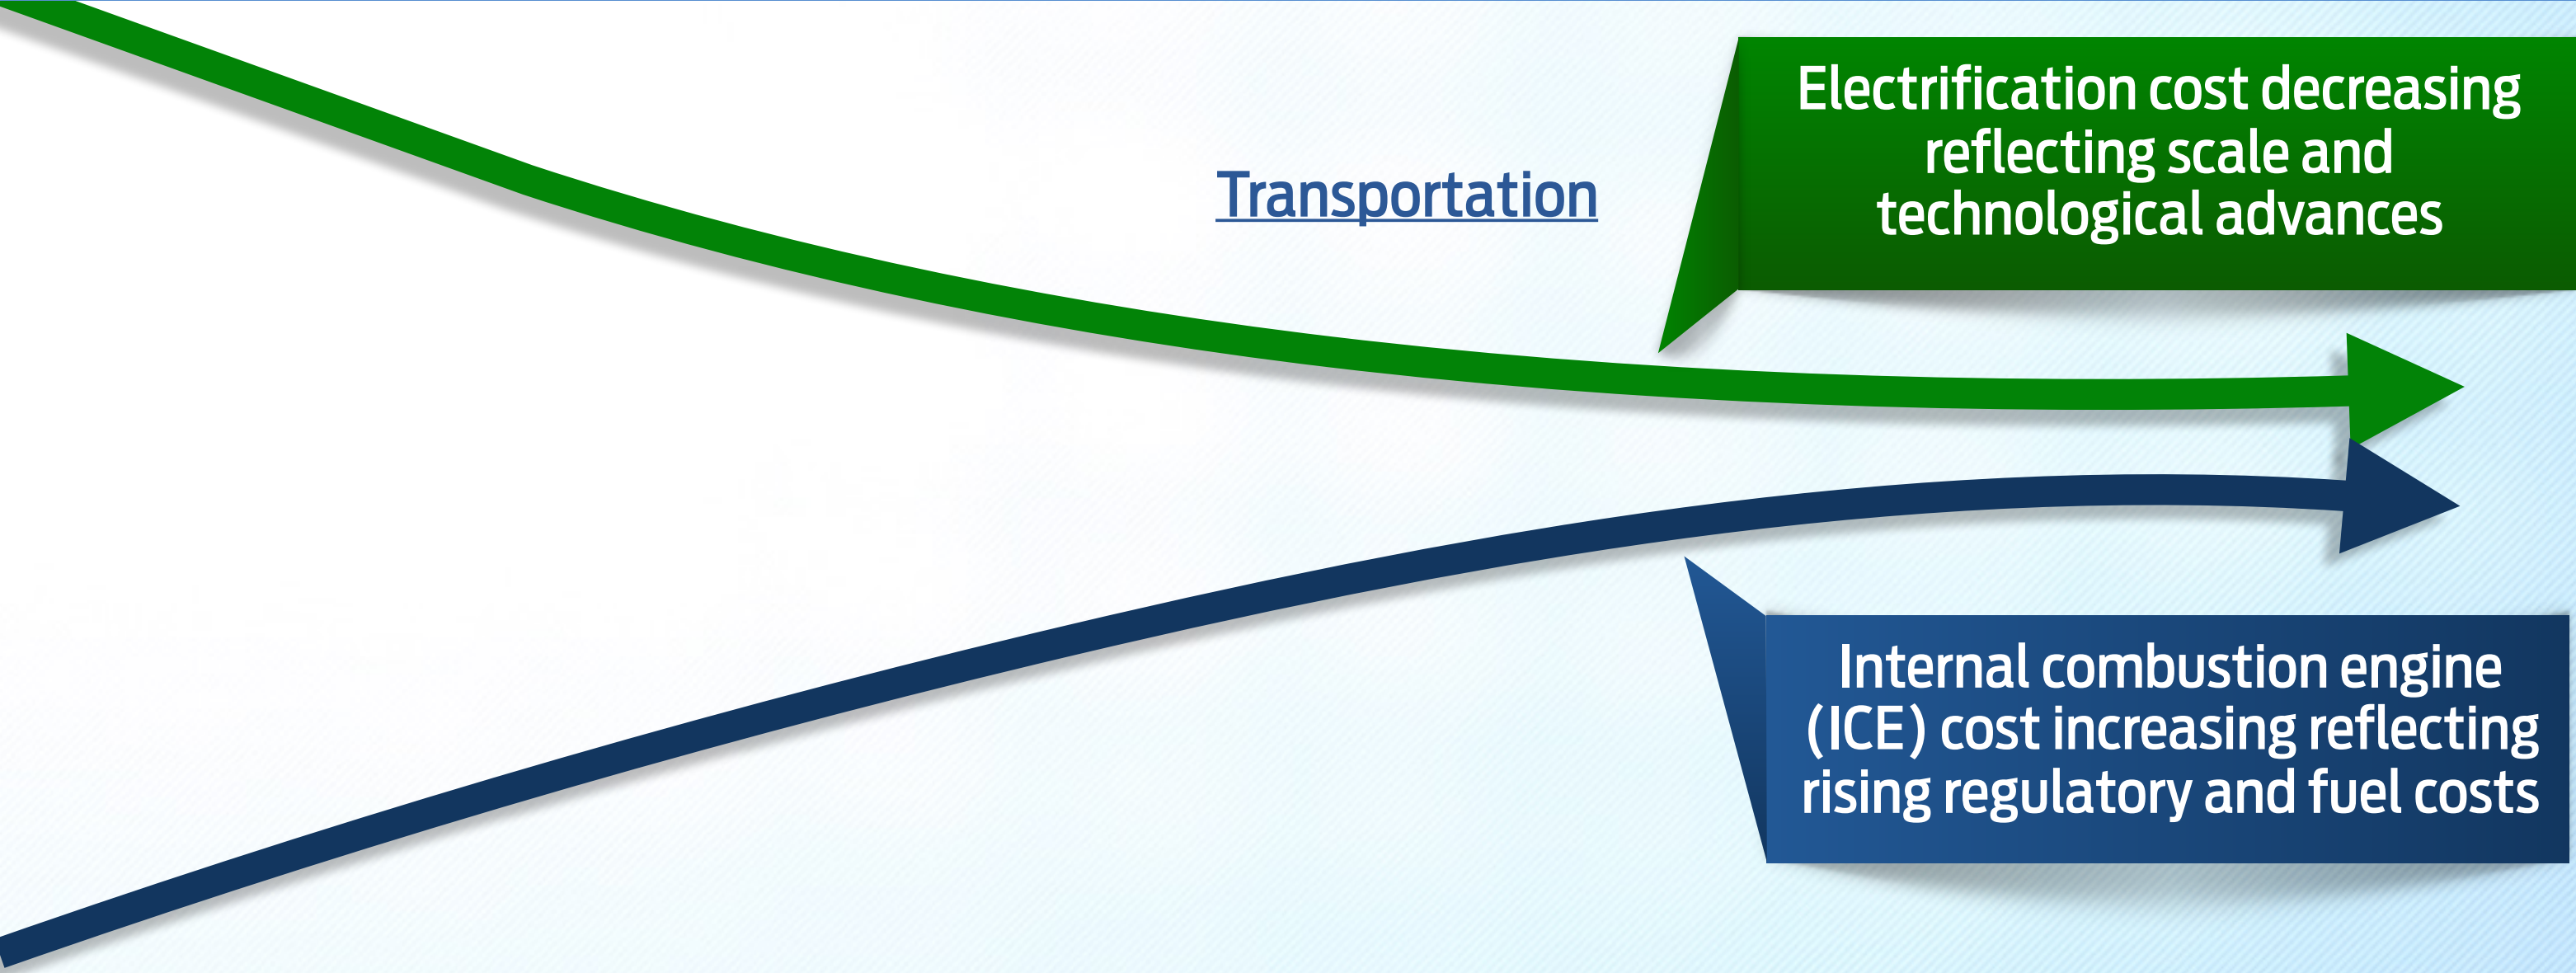 Transportation
Electrification cost decreasing
reflecting scale and
technological advances
Internal combustion engine
(ICE) cost increasing reflecting
rising regulatory and fuel costs